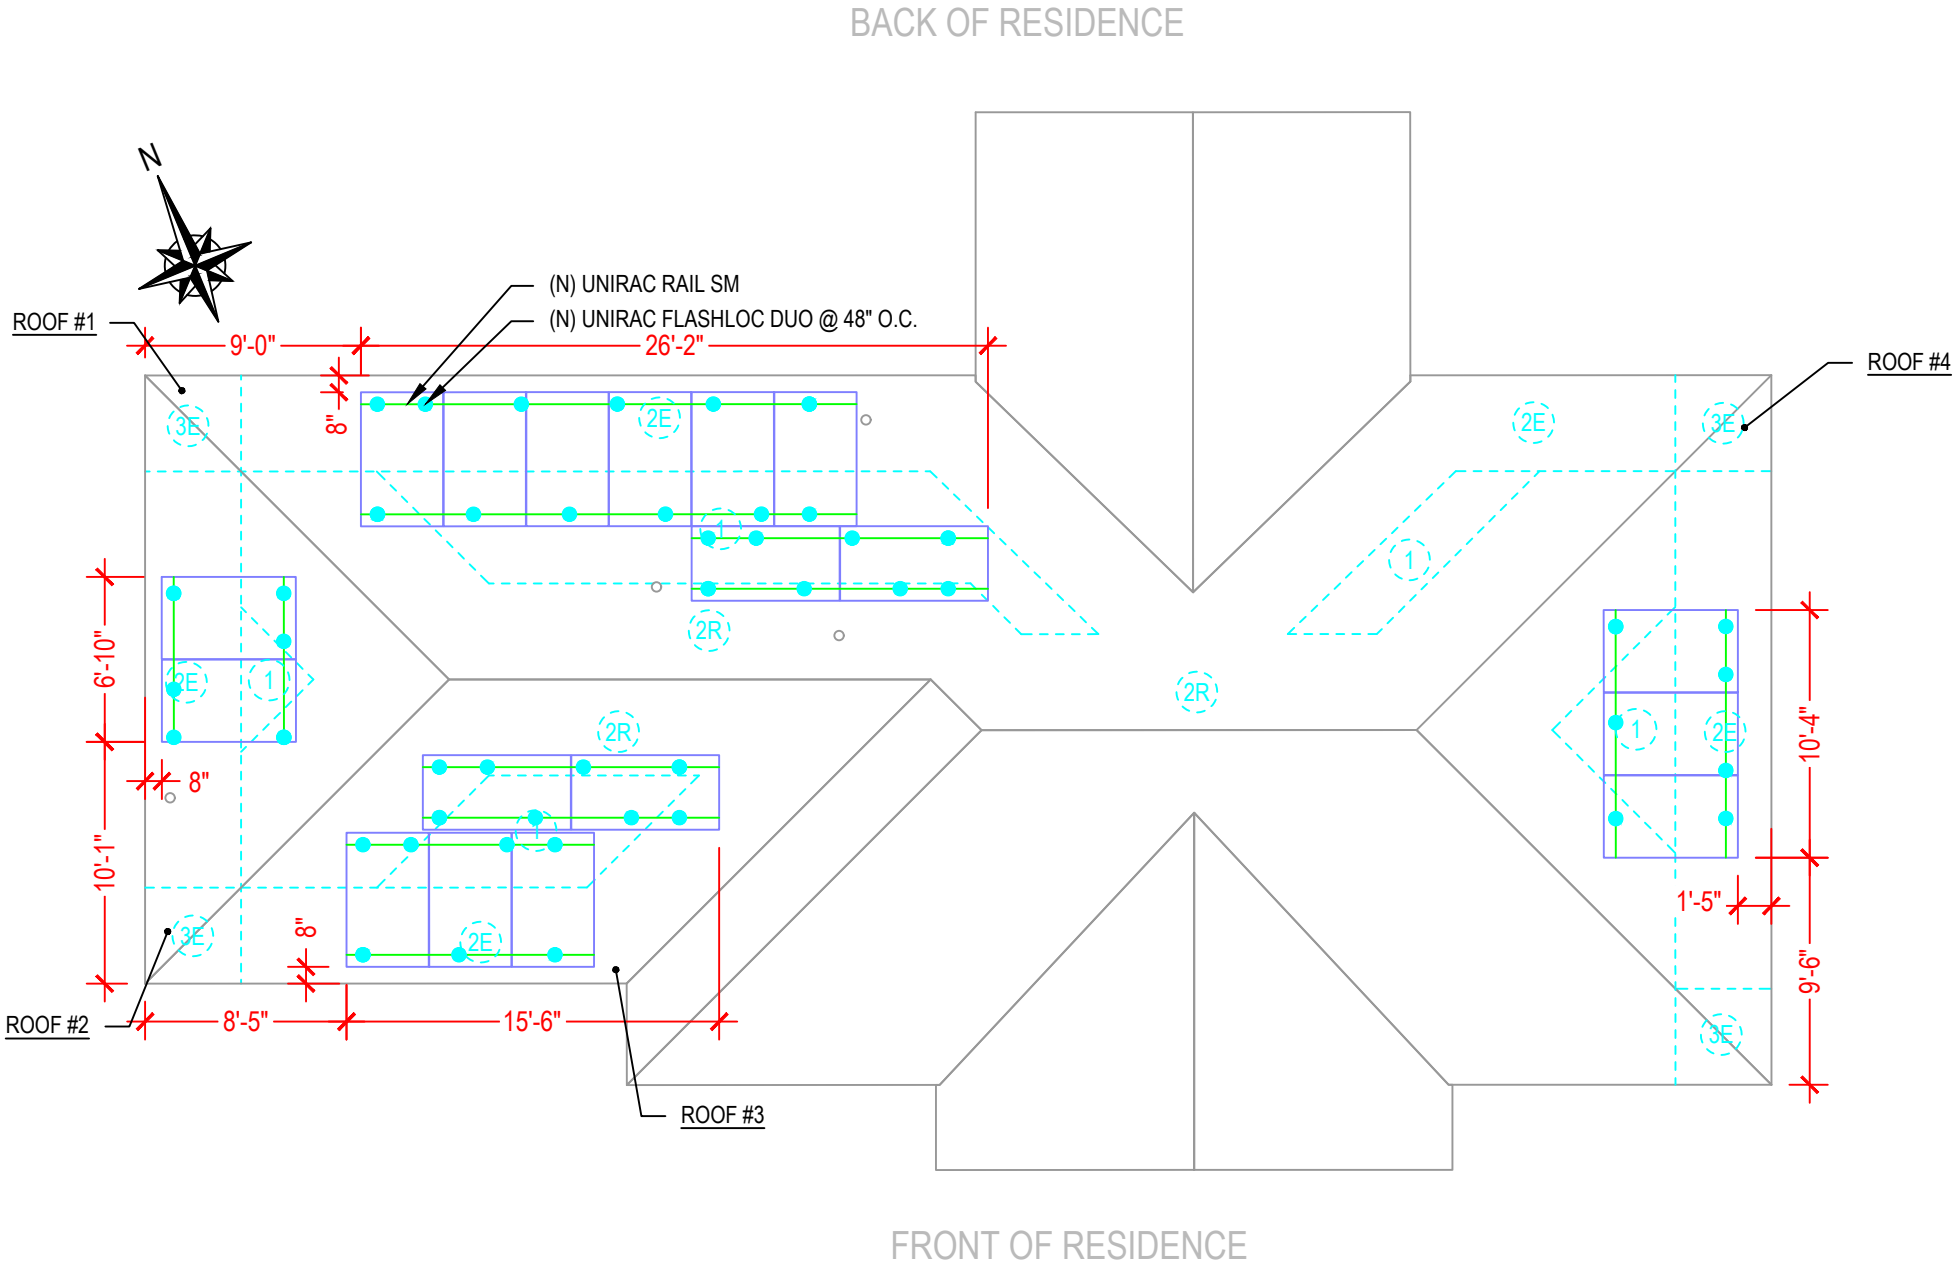 BACK OF RESIDENCE
N
(N) UNIRAC RAIL SM
(N) UNIRAC FLASHLOC DUO @ 48" O.C.
ROOF #1
9'-0"
26'-2"
ROOF #4
8"
3E
2E
2E
3E
1
1
6'-10"
2R
2E
1
2R
2R
1
2E
10'-4"
8"
1
10'-1"
1'-5"
8"
3E
2E
9'-6"
ROOF #2
8'-5"
15'-6"
3E
ROOF #3
FRONT OF RESIDENCE